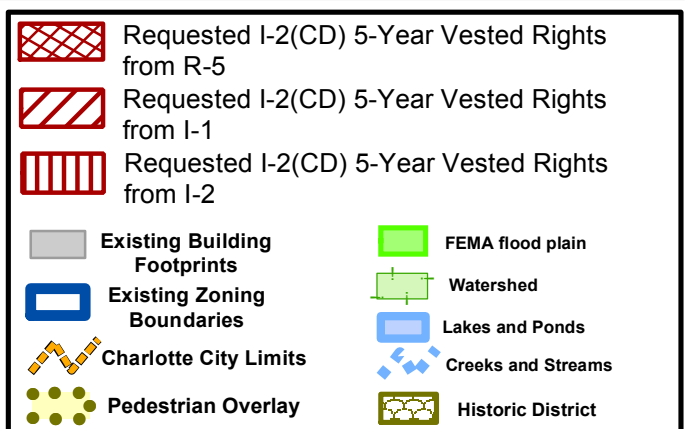 Requested I-2(CD) 5-Year Vested Rights
from R-5
Requested I-2(CD) 5-Year Vested Rights
from I-1
Requested I-2(CD) 5-Year Vested Rights
from I-2
Existing Building
Footprints
Existing Zoning
Boundaries
Charlotte City Limits
Pedestrian Overlay
FEMA flood plain
Watershed
Lakes and Ponds
Creeks and Streams
Historic District